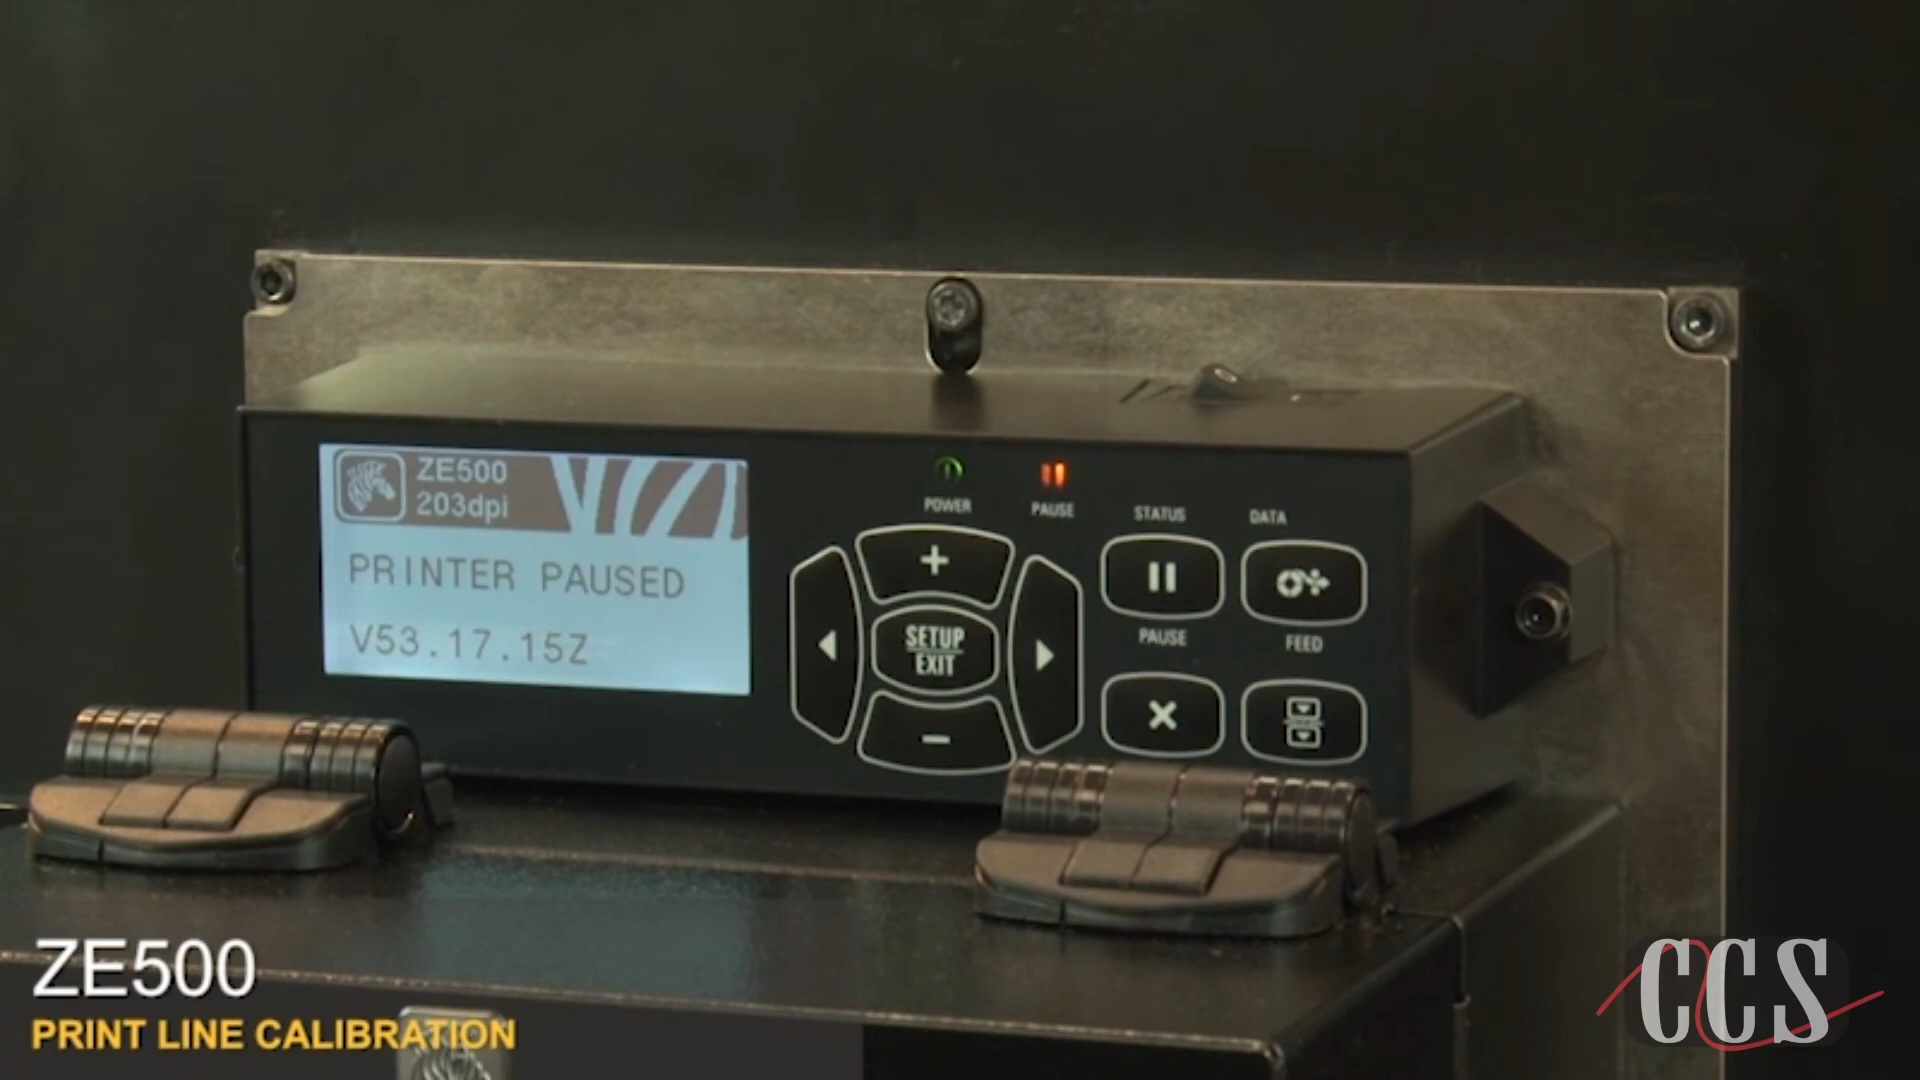 ZE500
203dpi
PRINTER PAUSED
V53.17.15Z
POWER
PAUSE
STATUS
DATA
SETUP
EXIT
PAUSE
FEED
ZE500
PRINT LINE CALIBRATION
CCS